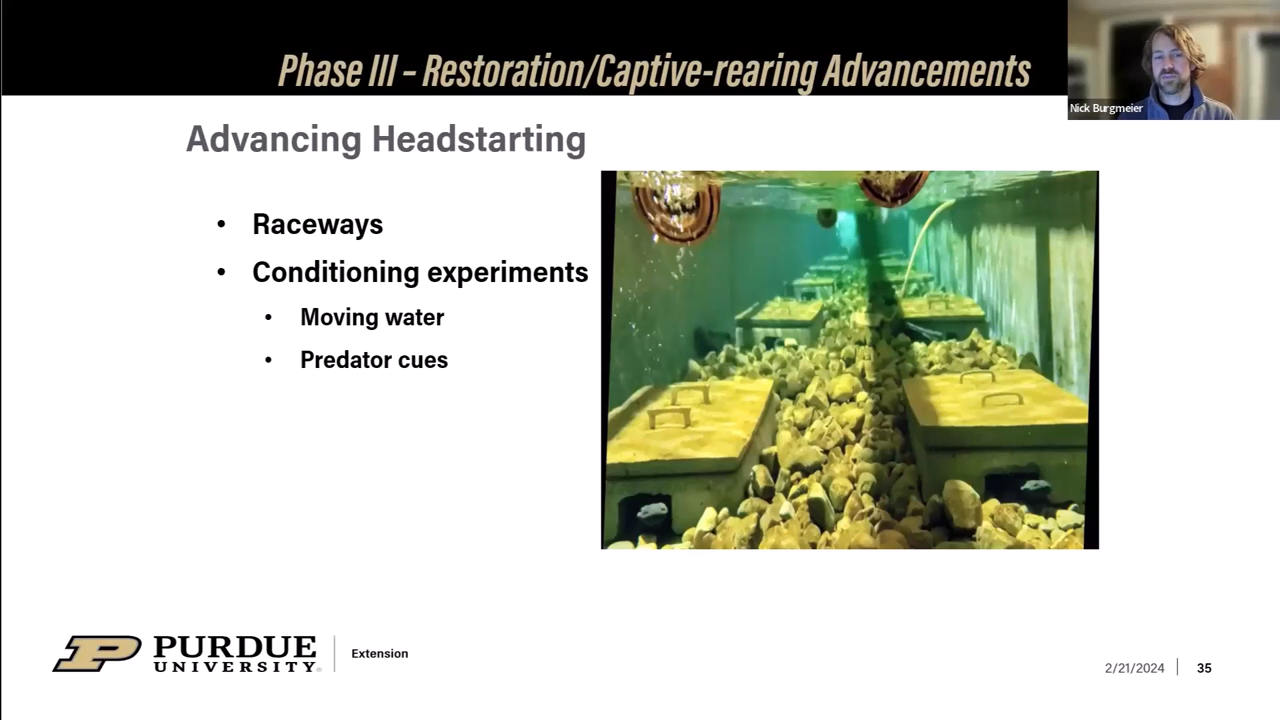 Phase III – Restoration/Captive-rearing Advancements
Nick Burgmeier
Advancing Headstarting
• Raceways
• Conditioning experiments
• Moving water
• Predator cues
PURDUE
UNIVERSITY®
Extension
2/21/2024
35